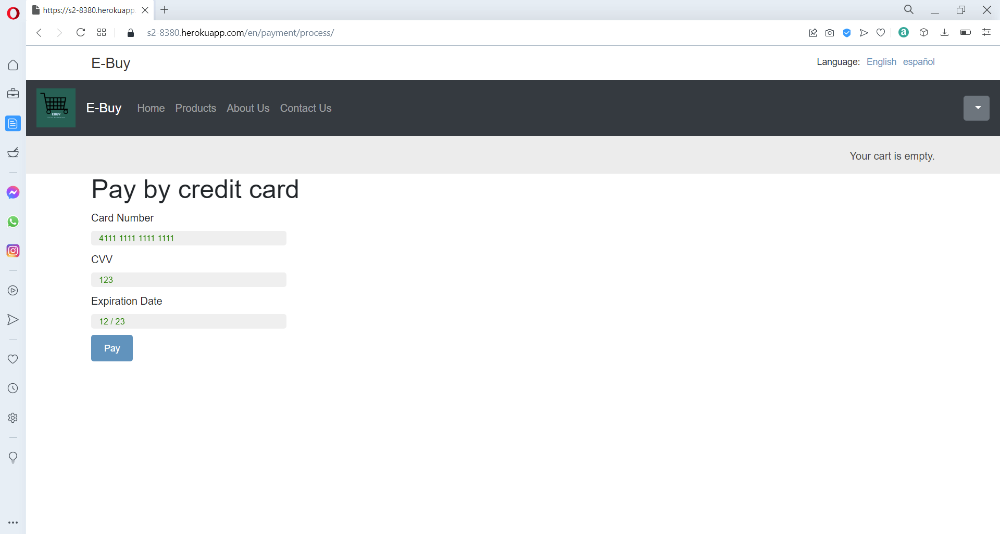 https://s2-8380.herokuapp.
s2-8380.herokuapp.com/en/payment/process/
E-Buy
Language: English español
EBUY
E-Buy Home Products About Us Contact Us
Your cart is empty.
Pay by credit card
Card Number
4111 1111 1111 1111
CVV
123
Expiration Date
12 / 23
Pay